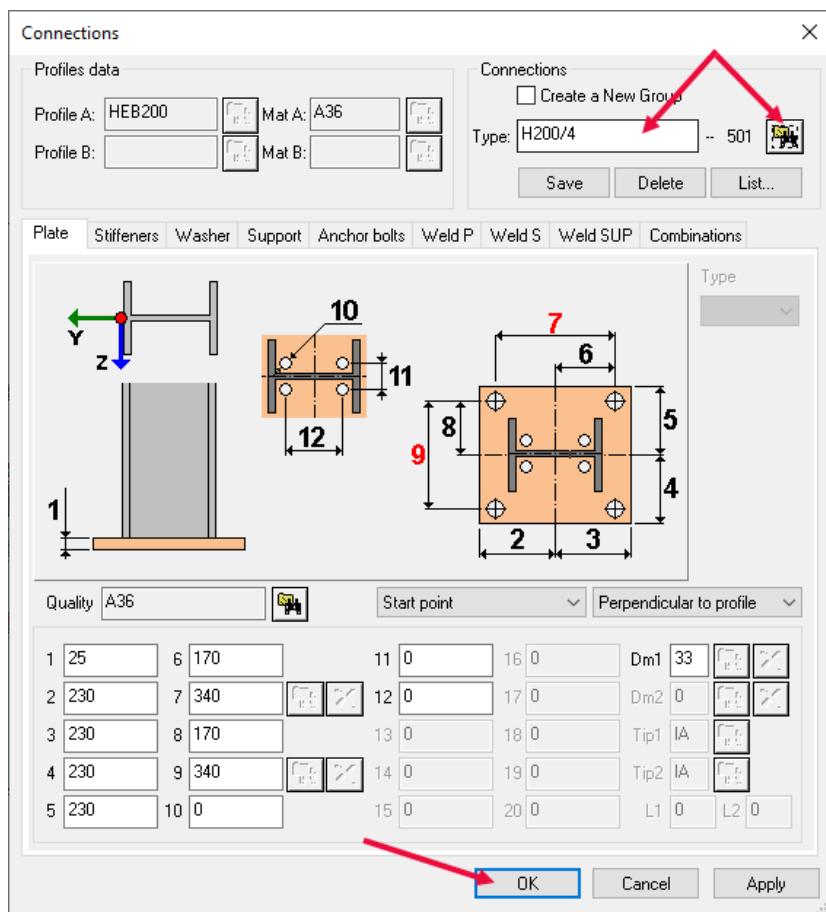 Connections
Profiles data
Profile A: HEB200 Mat A: A36
Profile B: Mat B:
Connections
Create a New Group
Type: H200/4 -- 501
Save Delete List...
Plate Stiffeners Washer Support Anchor bolts Weld P Weld S Weld SUP Combinations
Type
Y
Z
1
10
11
12
7
6
8
9
5
4
2
3
Quality A36 Start point Perpendicular to profile
1 25 6 170 11 0 16 0 Dm1 33
2 230 7 340 12 0 17 0 Dm2 0
3 230 8 170 13 0 18 0 Tip1 IA
4 230 9 340 14 0 19 0 Tip2 IA
5 230 10 0 15 0 20 0 L1 0 L2 0
OK Cancel Apply